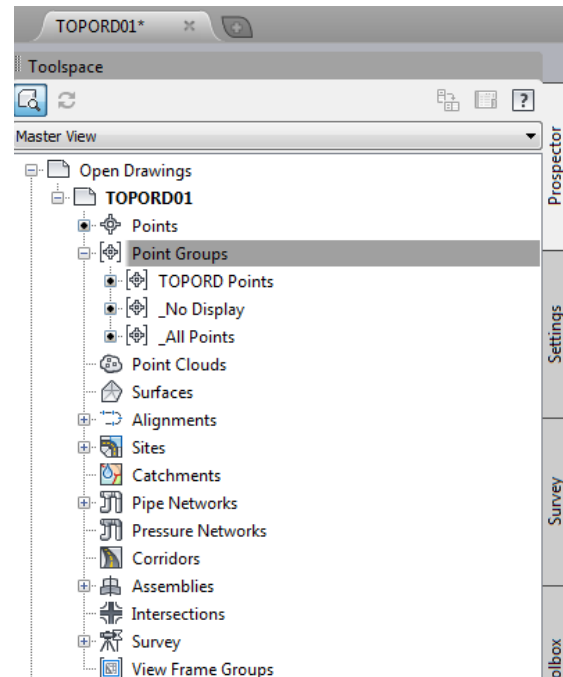 TOPORD01*
Toolspace
?
Master View
Open Drawings
TOPORD01
Points
Point Groups
TOPORD Points
_No Display
_All Points
Point Clouds
Surfaces
Alignments
Sites
Catchments
Pipe Networks
Pressure Networks
Corridors
Assemblies
Intersections
Survey
View Frame Groups
Prospector
Settings
Survey
olbox